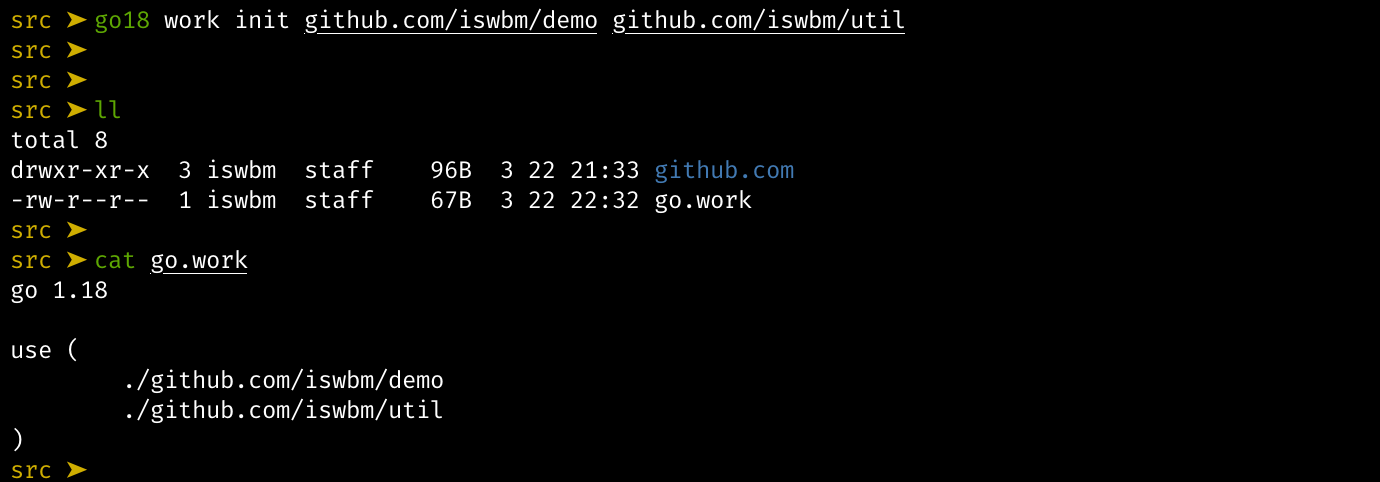 src ➤ go18 work init github.com/iswbm/demo github.com/iswbm/util
src ➤
src ➤
src ➤ ll
total 8
drwxr-xr-x  3 iswbm  staff    96B  3 22 21:33 github.com
-rw-r--r--  1 iswbm  staff    67B  3 22 22:32 go.work
src ➤
src ➤ cat go.work
go 1.18

use (
        ./github.com/iswbm/demo
        ./github.com/iswbm/util
)
src ➤